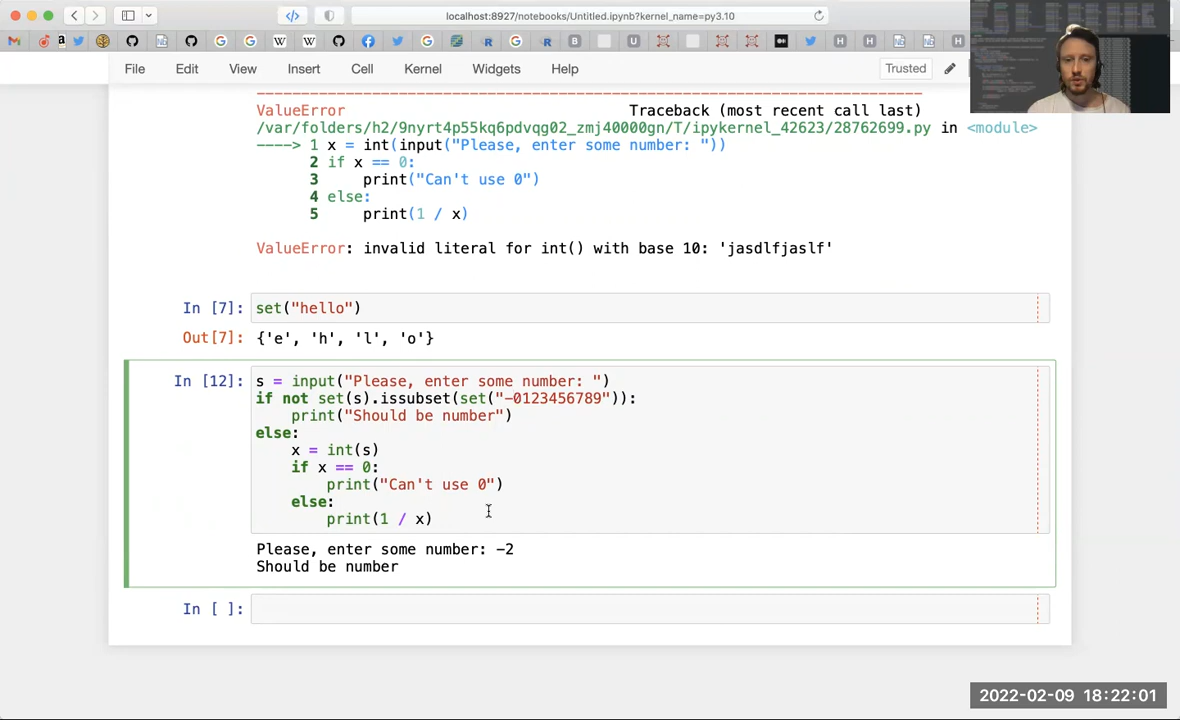 localhost:8927/notebooks/Untitled.ipynb?kernel_name=py3.10
File Edit View Insert Cell Kernel Widgets Help Trusted
ValueError Traceback (most recent call last)
/var/folders/h2/9nyrt4p55kq6pdvqg02_zmj40000gn/T/ipykernel_42623/28762699.py in <module>
----> 1 x = int(input("Please, enter some number: "))
2 if x == 0:
3 print("Can't use 0")
4 else:
5 print(1 / x)
ValueError: invalid literal for int() with base 10: 'jasdlfjaslf'
In [7]: set("hello")
Out[7]: {'e', 'h', 'l', 'o'}
In [12]: s = input("Please, enter some number: ")
if not set(s).issubset(set("-0123456789")):
print("Should be number")
else:
x = int(s)
if x == 0:
print("Can't use 0")
else:
print(1 / x)
Please, enter some number: -2
Should be number
In [ ]:
2022-02-09 18:22:01